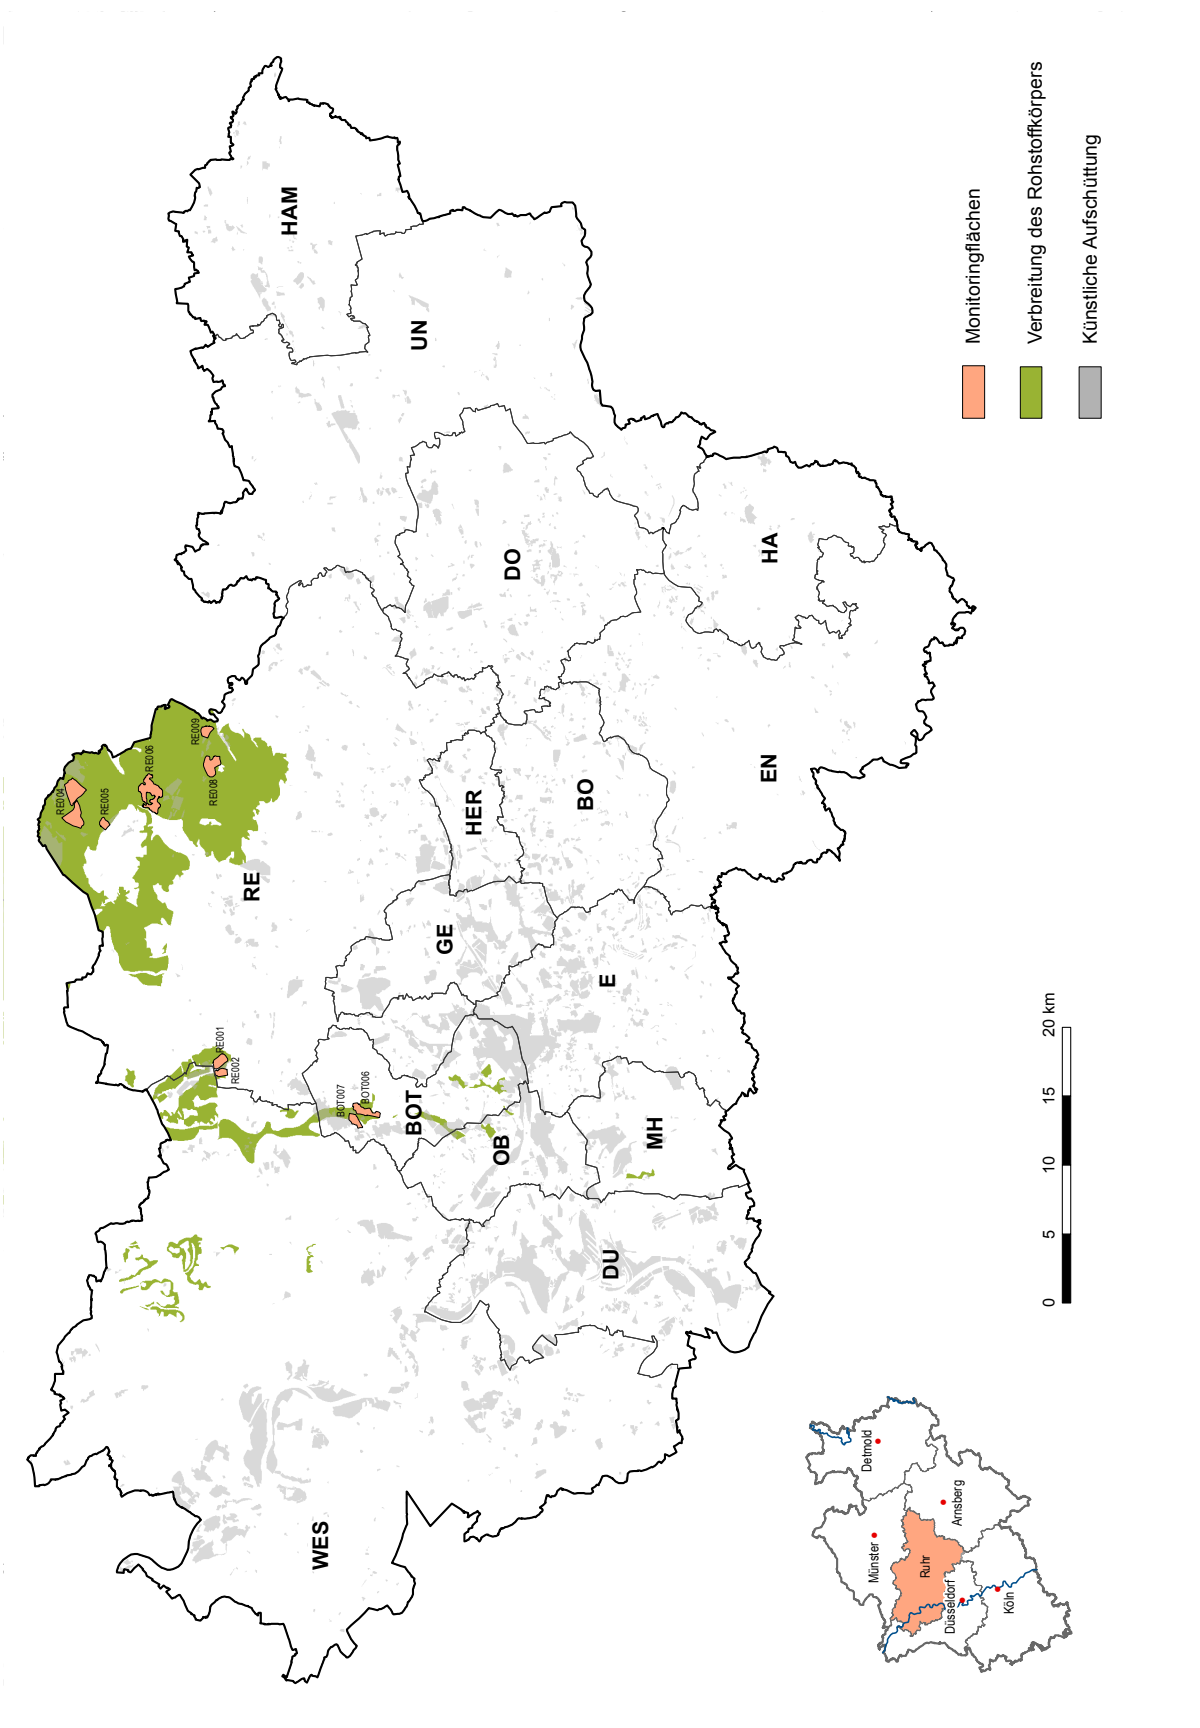 HAM
UN
DO
HA
RE004
RE005
RE006
RE009
RE008
RE
HER
BO
EN
GE
E
RE001
RE002
BOT007
BOT006
BOT
OB
MH
DU
WES
Monitoringflächen
Verbreitung des Rohstoffkörpers
Künstliche Aufschüttung
0 5 10 15 20 km
Detmold
Münster
Arnsberg
Ruhr
Düsseldorf
Köln